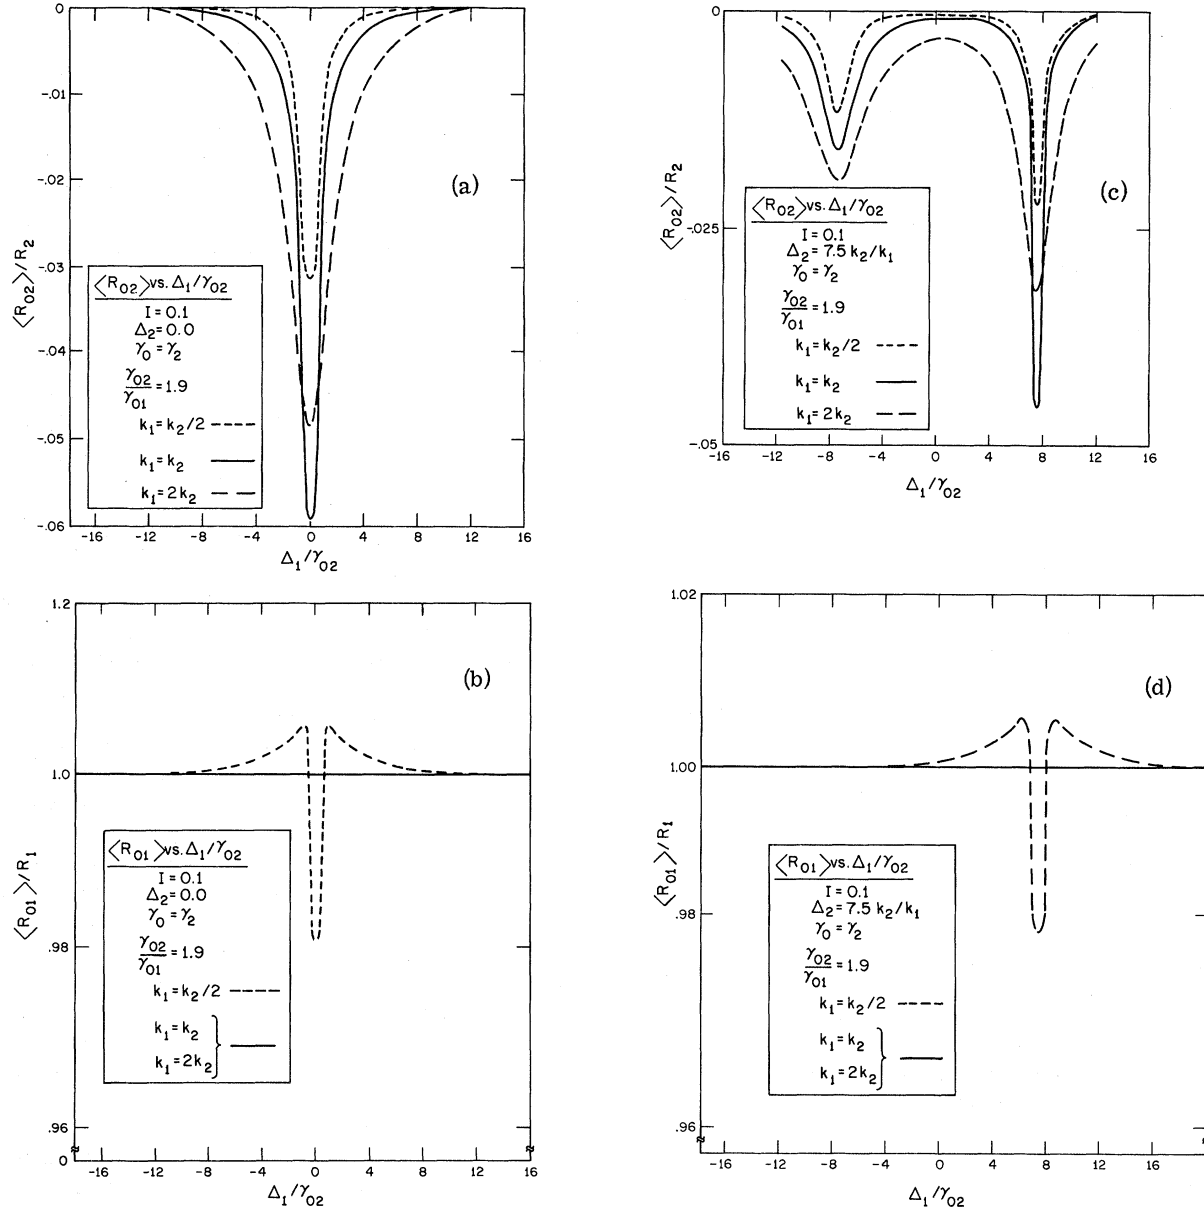 0
-.01
-.02
-.03
-.04
-.05
-.06
⟨R02⟩/R2
(a)
⟨R02⟩ vs. Δ1/γ02
I = 0.1
Δ2 = 0.0
γ0 = γ2
γ02/γ01 = 1.9
k1 = k2/2
k1 = k2
k1 = 2k2
-16 -12 -8 -4 0 4 8 12 16
Δ1/γ02
0
-.025
-.05
⟨R02⟩/R2
(c)
⟨R02⟩ vs. Δ1/γ02
I = 0.1
Δ2 = 7.5 k2/k1
γ0 = γ2
γ02/γ01 = 1.9
k1 = k2/2
k1 = k2
k1 = 2k2
-16 -12 -8 -4 0 4 8 12 16
Δ1/γ02
1.2
1.0
.98
.96
0
⟨R01⟩/R1
(b)
⟨R01⟩ vs. Δ1/γ02
I = 0.1
Δ2 = 0.0
γ0 = γ2
γ02/γ01 = 1.9
k1 = k2/2
k1 = k2
k1 = 2k2
-16 -12 -8 -4 0 4 8 12 16
Δ1/γ02
1.02
1.00
.98
.96
⟨R01⟩/R1
(d)
⟨R01⟩ vs. Δ1/γ02
I = 0.1
Δ2 = 7.5 k2/k1
γ0 = γ2
γ02/γ01 = 1.9
k1 = k2/2
k1 = k2
k1 = 2k2
-16 -12 -8 -4 0 4 8 12 16
Δ1/γ02